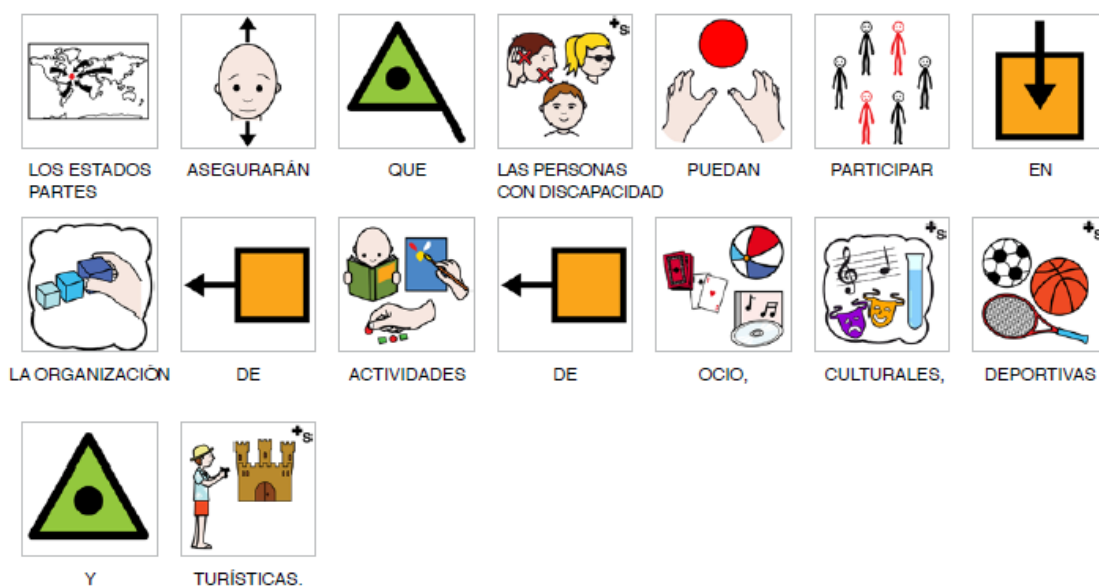 LOS ESTADOS PARTES ASEGURARÁN QUE LAS PERSONAS CON DISCAPACIDAD PUEDAN PARTICIPAR EN
LA ORGANIZACIÒN DE ACTIVIDADES DE OCIO, CULTURALES, DEPORTIVAS
Y TURÍSTICAS.